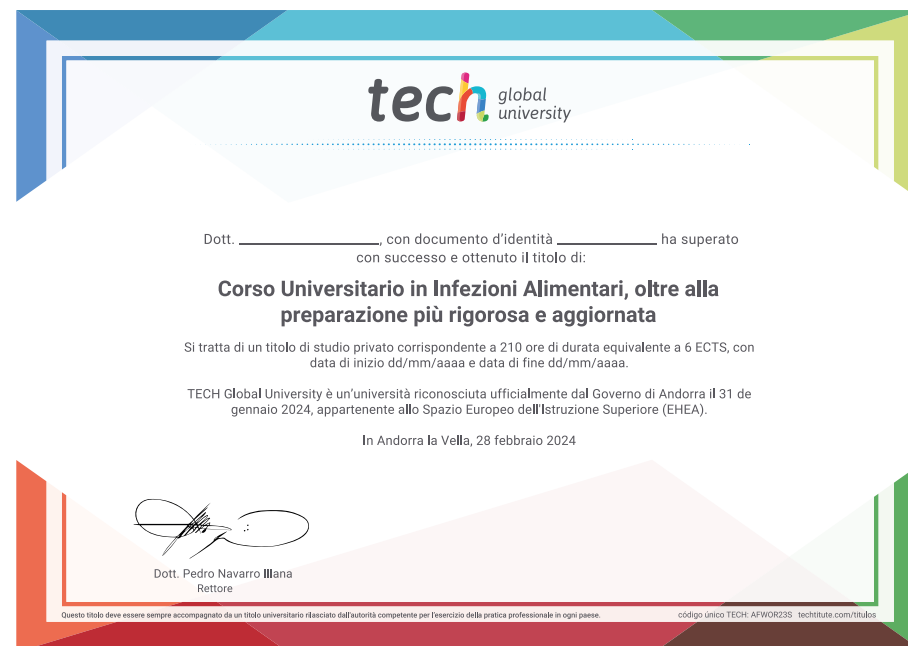 tech global university
Dott. ____________, con documento d'identità ____________ ha superato
con successo e ottenuto il titolo di:
Corso Universitario in Infezioni Alimentari, oltre alla
preparazione più rigorosa e aggiornata
Si tratta di un titolo di studio privato corrispondente a 210 ore di durata equivalente a 6 ECTS, con
data di inizio dd/mm/aaaa e data di fine dd/mm/aaaa.
TECH Global University è un'università riconosciuta ufficialmente dal Governo di Andorra il 31 de
gennaio 2024, appartenente allo Spazio Europeo dell'Istruzione Superiore (EHEA).
In Andorra la Vella, 28 febbraio 2024
Dott. Pedro Navarro Illana
Rettore
Questo titolo deve essere sempre accompagnato da un titolo universitario rilasciato dall'autorità competente per l'esercizio della pratica professionale in ogni paese.
código único TECH: AFWOR23S techtitute.com/titulos